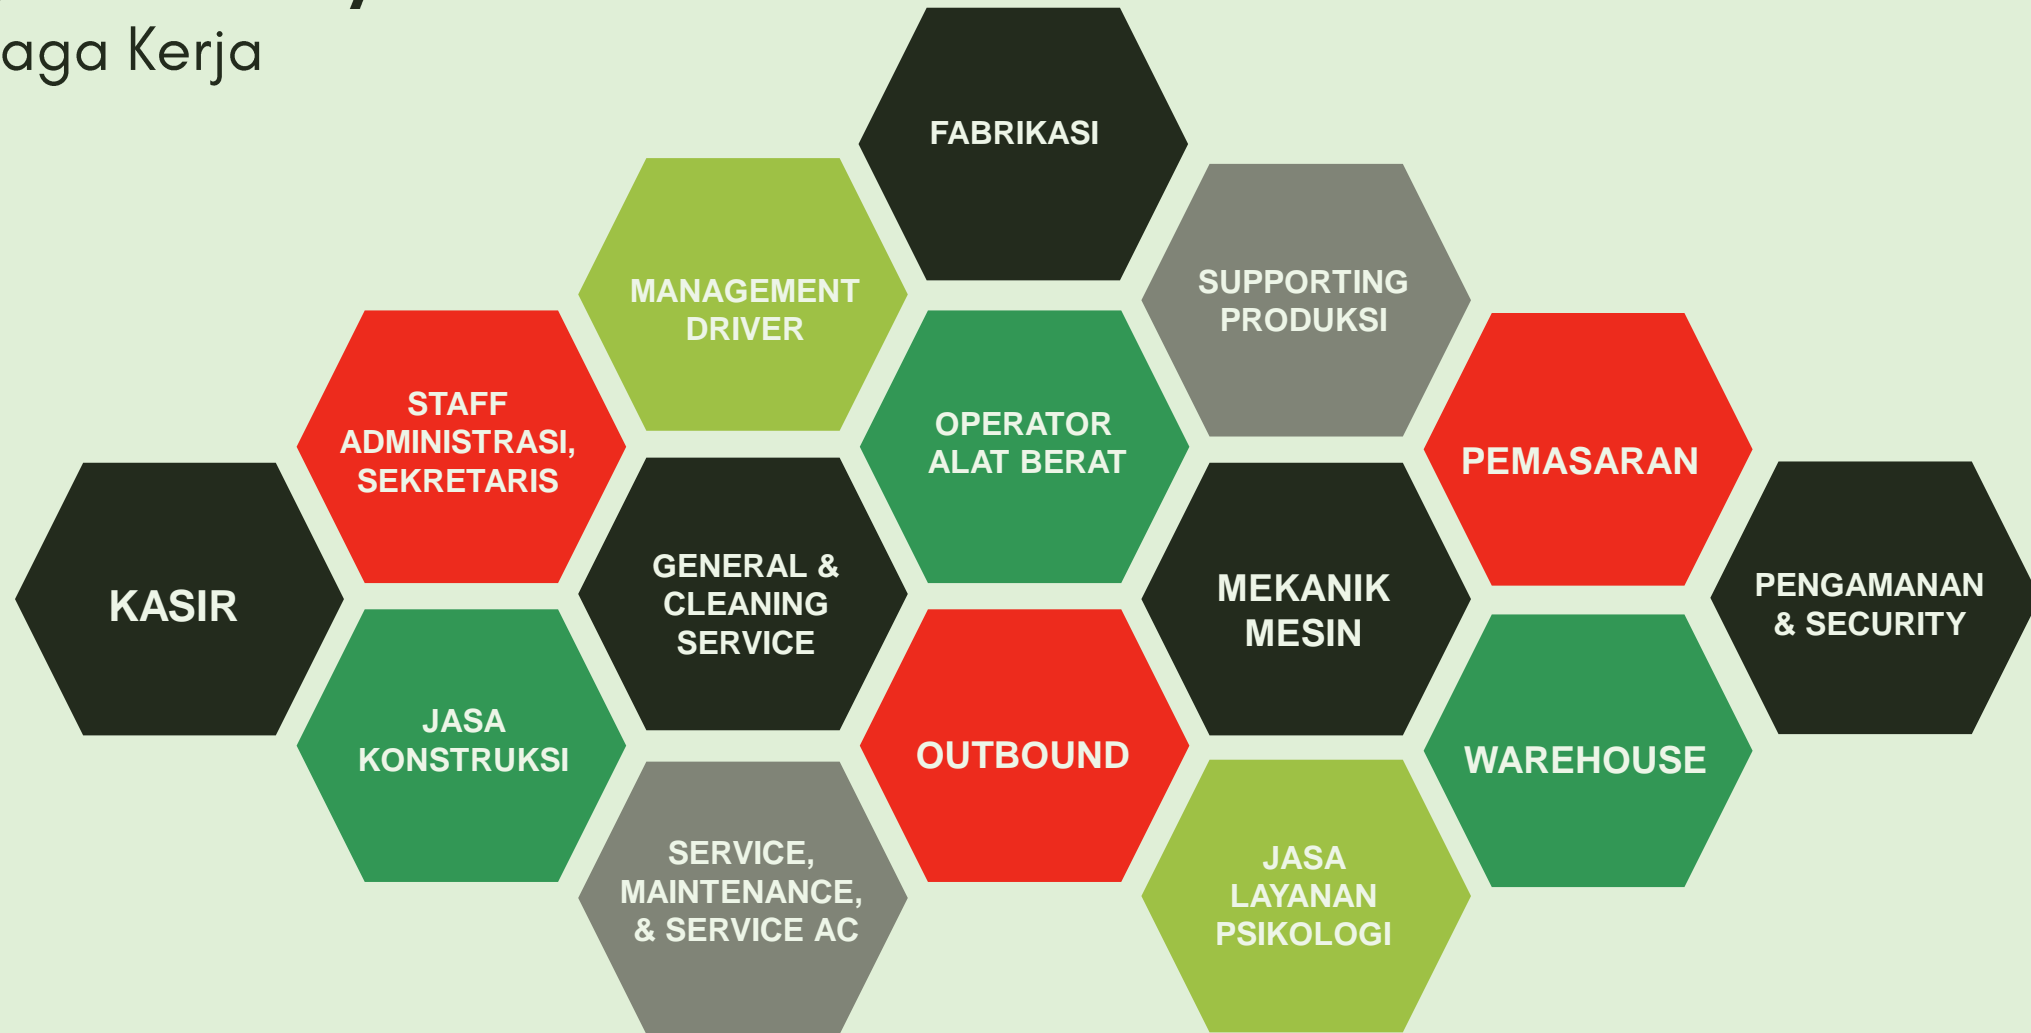 aga Kerja
FABRIKASI
MANAGEMENT
DRIVER
SUPPORTING
PRODUKSI
STAFF
ADMINISTRASI,
SEKRETARIS
OPERATOR
ALAT BERAT
PEMASARAN
KASIR
GENERAL &
CLEANING
SERVICE
MEKANIK
MESIN
PENGAMANAN
& SECURITY
JASA
KONSTRUKSI
OUTBOUND
WAREHOUSE
SERVICE,
MAINTENANCE,
& SERVICE AC
JASA
LAYANAN
PSIKOLOGI